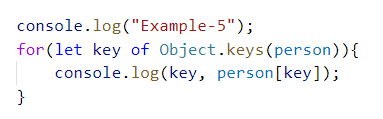 console.log("Example-5");
for(let key of Object.keys(person)){
    console.log(key, person[key]);
}